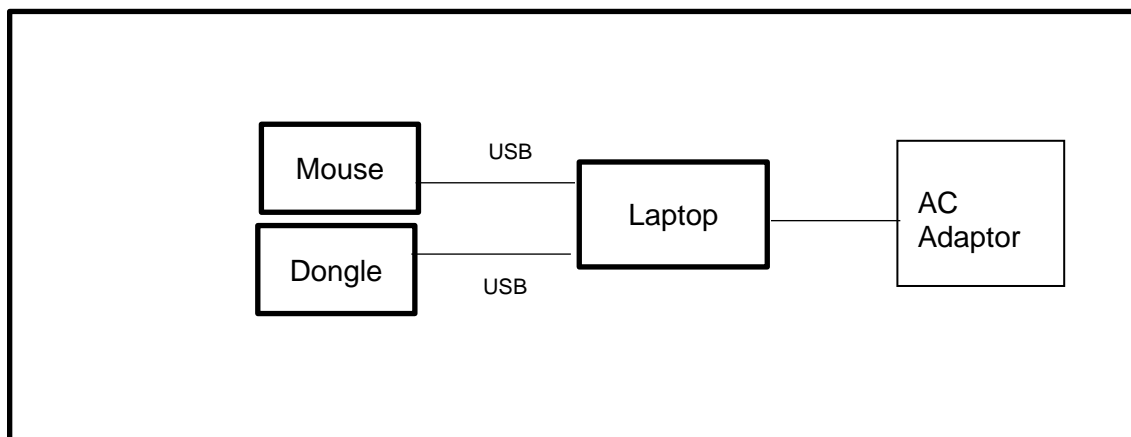 Mouse
USB
Dongle
USB
Laptop
AC
Adaptor